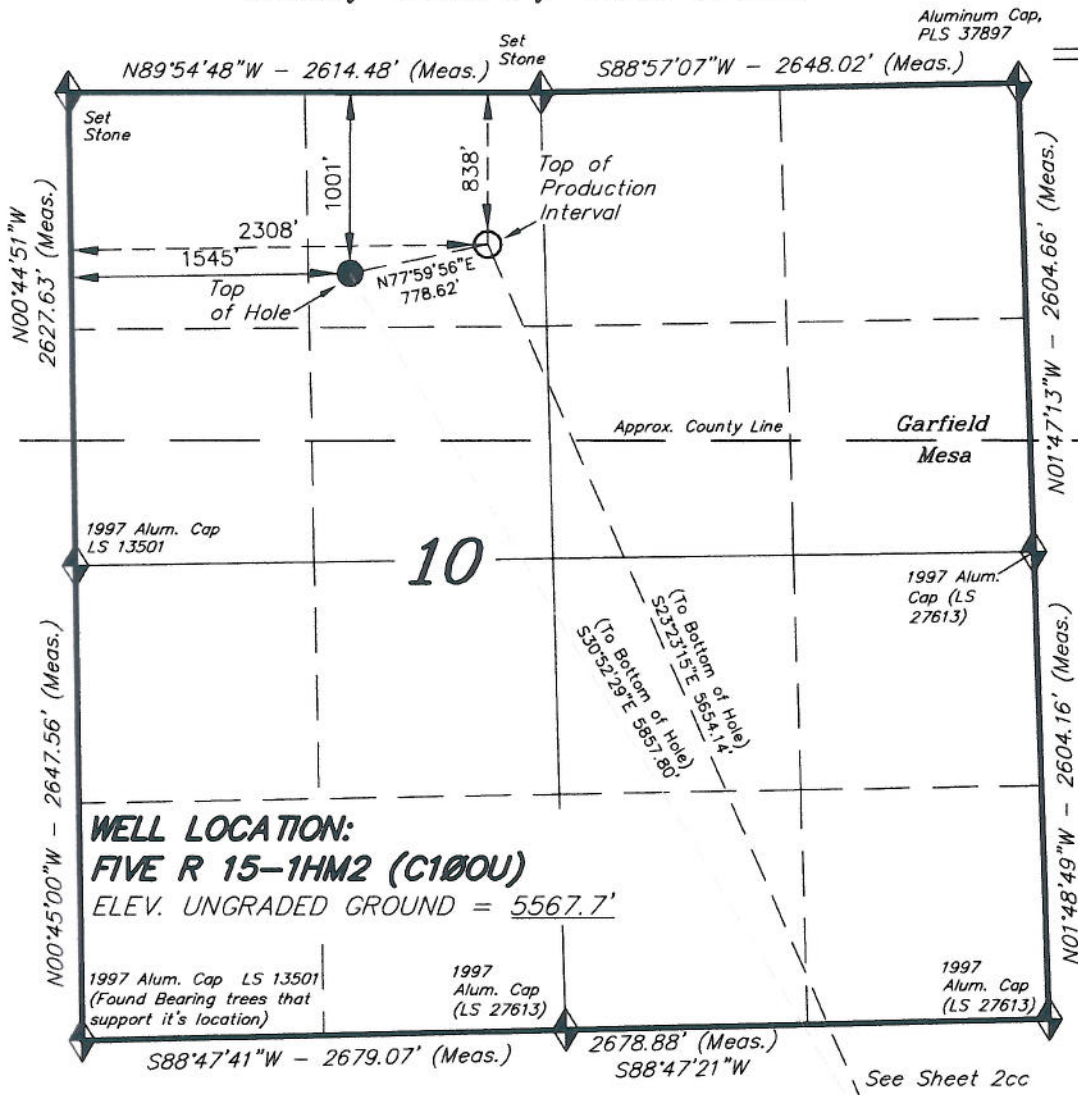 Aluminum Cap,
PLS 37897
Set
Stone
N89°54'48"W - 2614.48' (Meas.)
S88°57'07"W - 2648.02' (Meas.)
Set
Stone
1001'
838'
Top of
Production
Interval
2308'
1545'
Top
of Hole
N77°59'56"E
778.62'
N00°44'51"W
2627.63' (Meas.)
N01°47'13"W - 2604.66' (Meas.)
Approx. County Line
Garfield
Mesa
1997 Alum. Cap
LS 13501
10
1997 Alum.
Cap (LS
27613)
(To Bottom of Hole)
S23°23'15"E 5654.14'
(To Bottom of Hole)
S30°52'29"E 5857.80'
N00°45'00"W - 2647.56' (Meas.)
N01°48'49"W - 2604.16' (Meas.)
WELL LOCATION:
FIVE R 15-1HM2 (C10OU)
ELEV. UNGRADED GROUND = 5567.7'
1997 Alum. Cap LS 13501
(Found Bearing trees that
support it's location)
1997
Alum. Cap
(LS 27613)
1997
Alum. Cap
(LS 27613)
S88°47'41"W - 2679.07' (Meas.)
2678.88' (Meas.)
S88°47'21"W
See Sheet 2cc